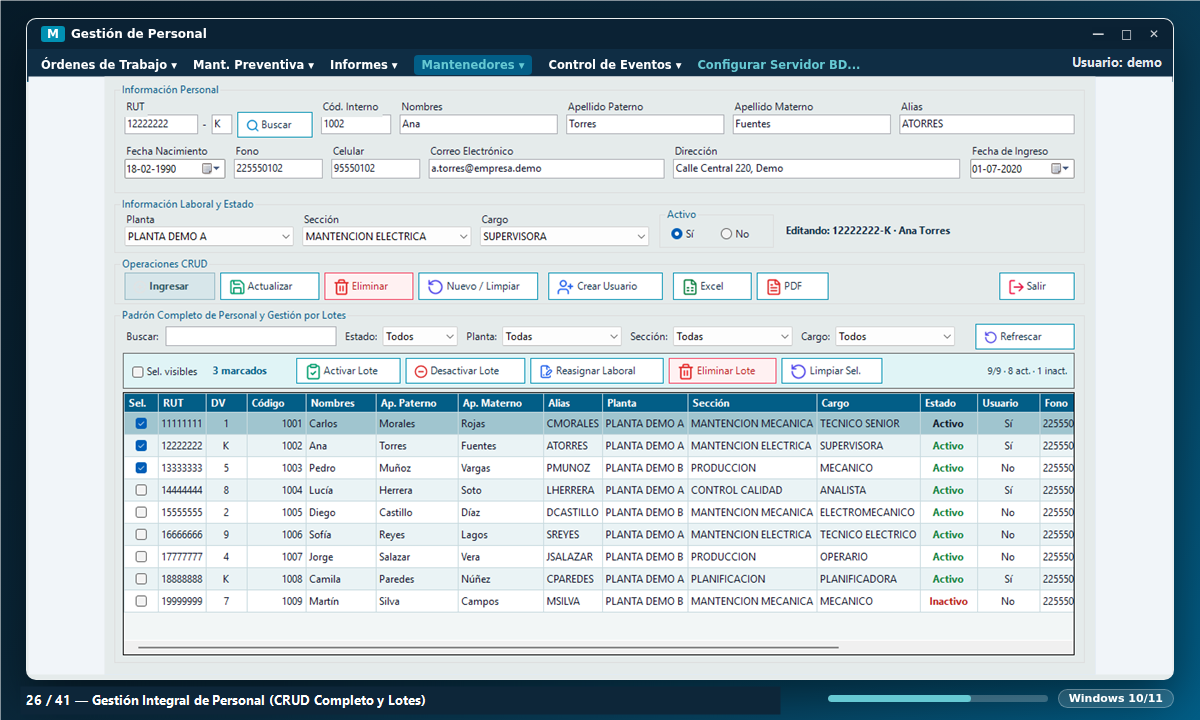 M Gestión de Personal
Órdenes de Trabajo ▾ Mant. Preventiva ▾ Informes ▾ Mantenedores ▾ Control de Eventos ▾ Configurar Servidor BD... Usuario: demo
Información Personal
RUT Cód. Interno Nombres Apellido Paterno Apellido Materno Alias
12222222 - K Buscar 1002 Ana Torres Fuentes ATORRES
Fecha Nacimiento Fono Celular Correo Electrónico Dirección Fecha de Ingreso
18-02-1990 225550102 95550102 a.torres@empresa.demo Calle Central 220, Demo 01-07-2020
Información Laboral y Estado
Planta Sección Cargo Activo
PLANTA DEMO A MANTENCION ELECTRICA SUPERVISORA Sí No Editando: 12222222-K · Ana Torres
Operaciones CRUD
Ingresar Actualizar Eliminar Nuevo / Limpiar Crear Usuario Excel PDF Salir
Padrón Completo de Personal y Gestión por Lotes
Buscar: Estado: Todos Planta: Todas Sección: Todas Cargo: Todos Refrescar
Sel. visibles 3 marcados Activar Lote Desactivar Lote Reasignar Laboral Eliminar Lote Limpiar Sel. 9/9 · 8 act. · 1 inact.
Sel. RUT DV Código Nombres Ap. Paterno Ap. Materno Alias Planta Sección Cargo Estado Usuario Fono
11111111 1 1001 Carlos Morales Rojas CMORALES PLANTA DEMO A MANTENCION MECANICA TECNICO SENIOR Activo Sí 225550
12222222 K 1002 Ana Torres Fuentes ATORRES PLANTA DEMO A MANTENCION ELECTRICA SUPERVISORA Activo Sí 225550
13333333 5 1003 Pedro Muñoz Vargas PMUNOZ PLANTA DEMO B PRODUCCION MECANICO Activo No 225550
14444444 8 1004 Lucía Herrera Soto LHERRERA PLANTA DEMO A CONTROL CALIDAD ANALISTA Activo Sí 225550
15555555 2 1005 Diego Castillo Díaz DCASTILLO PLANTA DEMO B MANTENCION MECANICA ELECTROMECANICO Activo No 225550
16666666 9 1006 Sofía Reyes Lagos SREYES PLANTA DEMO A MANTENCION ELECTRICA TECNICO ELECTRICO Activo No 225550
17777777 4 1007 Jorge Salazar Vera JSALAZAR PLANTA DEMO B PRODUCCION OPERARIO Activo No 225550
18888888 K 1008 Camila Paredes Núñez CPAREDES PLANTA DEMO A PLANIFICACION PLANIFICADORA Activo Sí 225550
19999999 7 1009 Martín Silva Campos MSILVA PLANTA DEMO B MANTENCION MECANICA MECANICO Inactivo No 225550
26 / 41 — Gestión Integral de Personal (CRUD Completo y Lotes) Windows 10/11